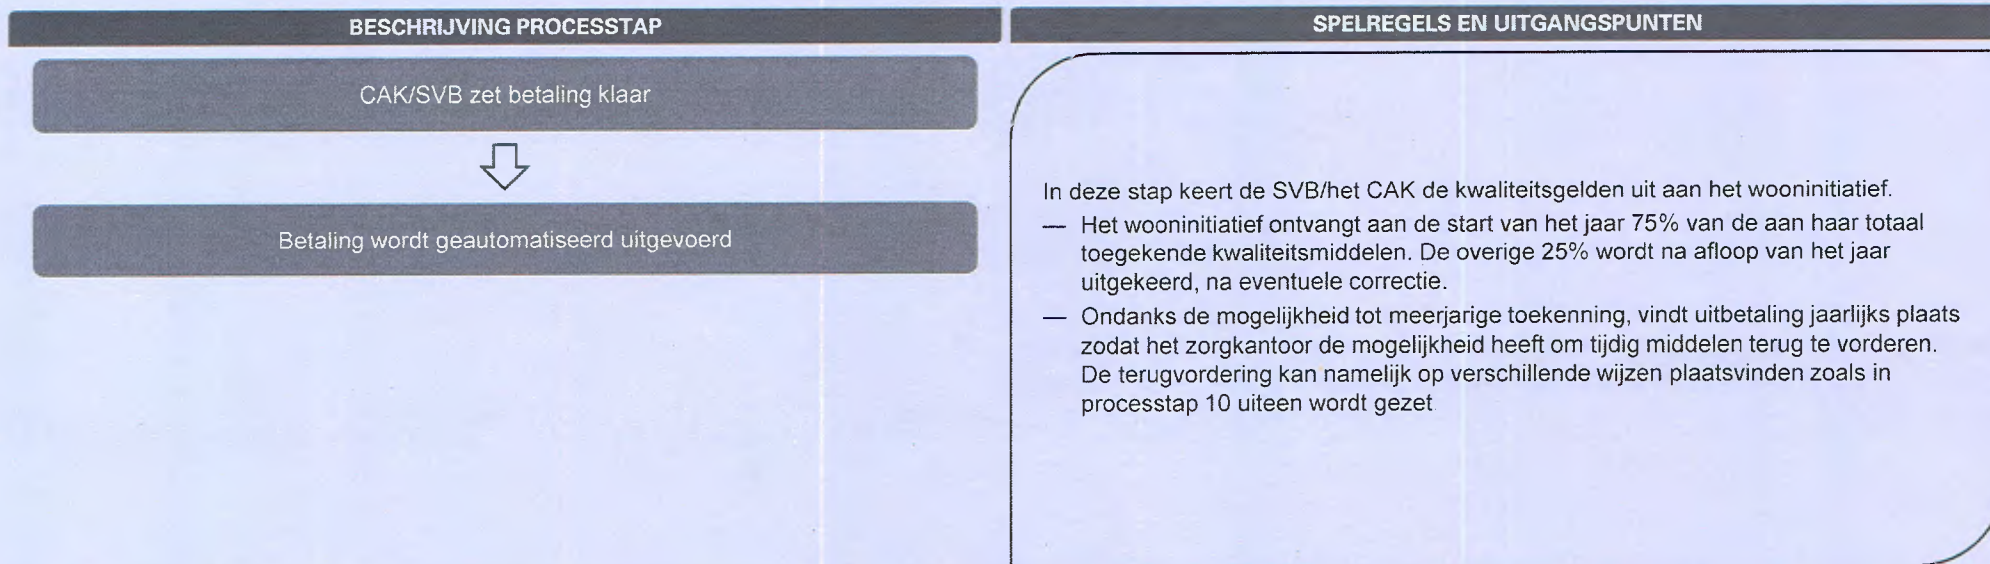 BESCHRIJVING PROCESSTAP
CAK/SVB zet betaling klaar
Betaling wordt geautomatiseerd uitgevoerd
SPELREGELS EN UITGANGSPUNTEN
In deze stap keert de SVB/het CAK de kwaliteitsgelden uit aan het wooninitiatief.
— Het wooninitiatief ontvangt aan de start van het jaar 75% van de aan haar totaal
toegekende kwaliteitsmiddelen. De overige 25% wordt na afloop van het jaar
uitgekeerd, na eventuele correctie.
— Ondanks de mogelijkheid tot meerjarige toekenning, vindt uitbetaling jaarlijks plaats
zodat het zorgkantoor de mogelijkheid heeft om tijdig middelen terug te vorderen.
De terugvordering kan namelijk op verschillende wijzen plaatsvinden zoals in
processtap 10 uiteen wordt gezet